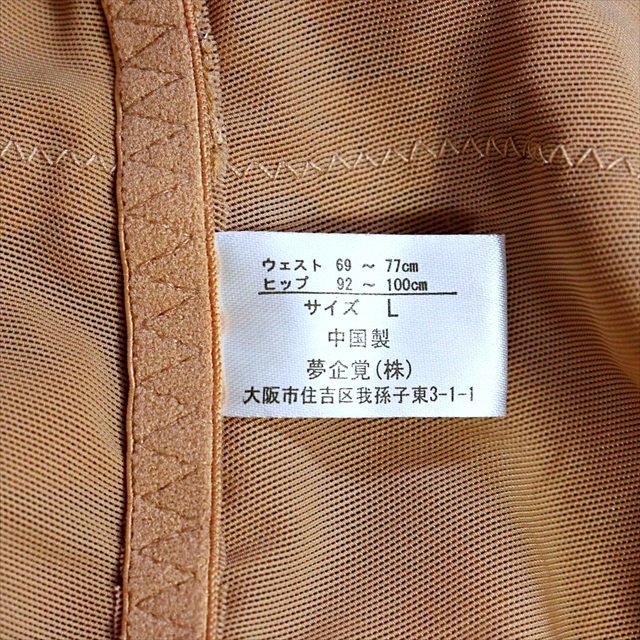 ウェスト 69 ～ 77cm
ヒップ 92 ～ 100cm
サイズ L
中国製
夢企覚(株)
大阪市住吉区我孫子東3-1-1